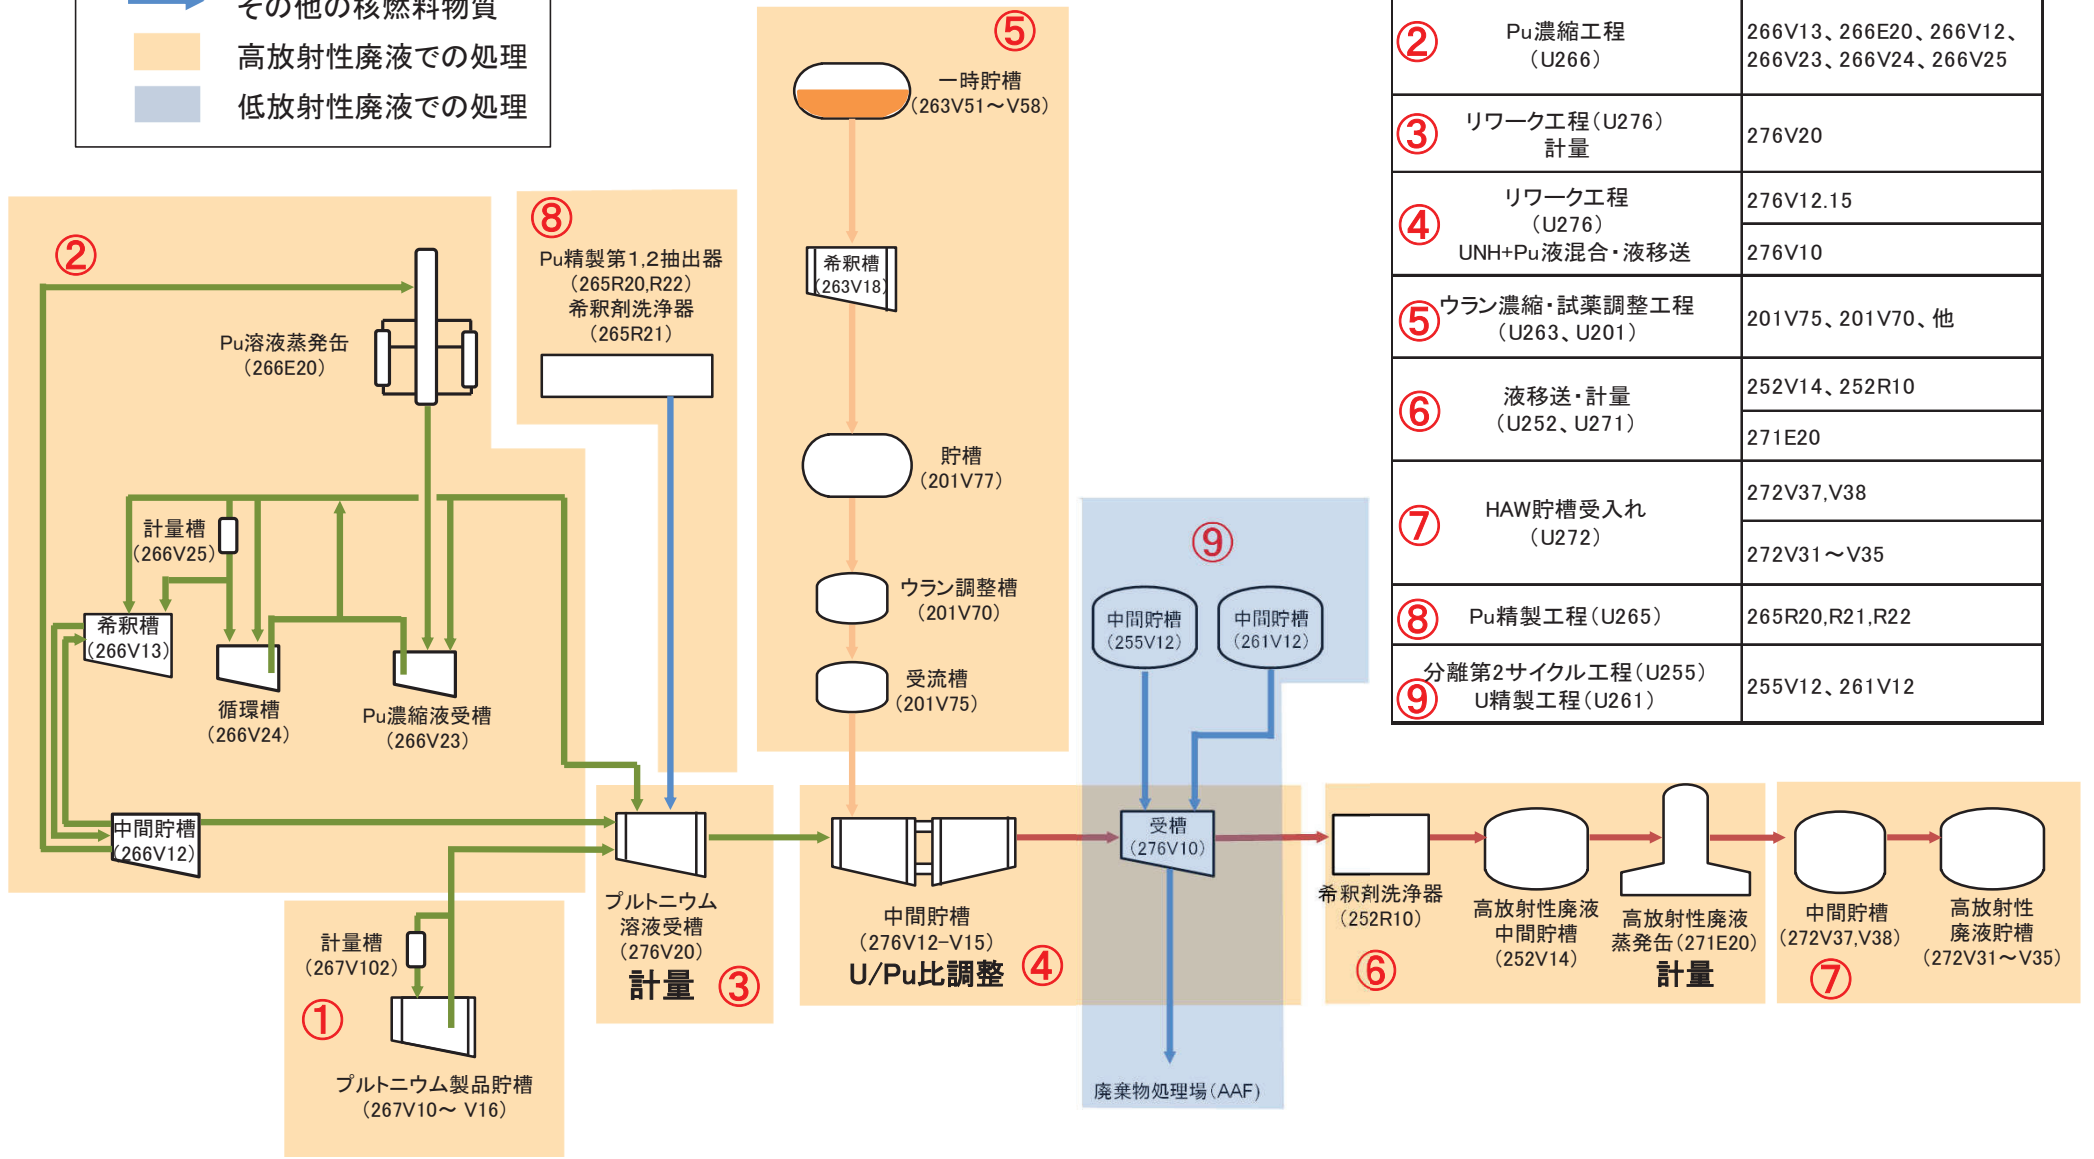 その他の核燃料物質
高放射性廃液での処理
低放射性廃液での処理
②
Pu溶液蒸発缶
(266E20)
計量槽
(266V25)
希釈槽
(266V13)
循環槽
(266V24)
Pu濃縮液受槽
(266V23)
中間貯槽
(266V12)
⑧
Pu精製第1,2抽出器
(265R20,R22)
希釈剤洗浄器
(265R21)
⑤
一時貯槽
(263V51～V58)
希釈槽
(263V18)
貯槽
(201V77)
ウラン調整槽
(201V70)
受流槽
(201V75)
⑨
中間貯槽
(255V12)
中間貯槽
(261V12)
受槽
(276V10)
廃棄物処理場(AAF)
計量槽
(267V102)
①
プルトニウム製品貯槽
(267V10～ V16)
プルトニウム
溶液受槽
(276V20)
計量
③
中間貯槽
(276V12-V15)
U/Pu比調整
④
希釈剤洗浄器
(252R10)
⑥
高放射性廃液
中間貯槽
(252V14)
高放射性廃液
蒸発缶(271E20)
計量
中間貯槽
(272V37,V38)
⑦
高放射性
廃液貯槽
(272V31～V35)
②
Pu濃縮工程
(U266)
266V13、266E20、266V12、
266V23、266V24、266V25
③
リワーク工程(U276)
計量
276V20
④
リワーク工程
(U276)
UNH+Pu液混合・液移送
276V12.15
276V10
⑤
ウラン濃縮・試薬調整工程
(U263、U201)
201V75、201V70、他
⑥
液移送・計量
(U252、U271)
252V14、252R10
271E20
⑦
HAW貯槽受入れ
(U272)
272V37,V38
272V31～V35
⑧
Pu精製工程(U265)
265R20,R21,R22
⑨
分離第2サイクル工程(U255)
U精製工程(U261)
255V12、261V12